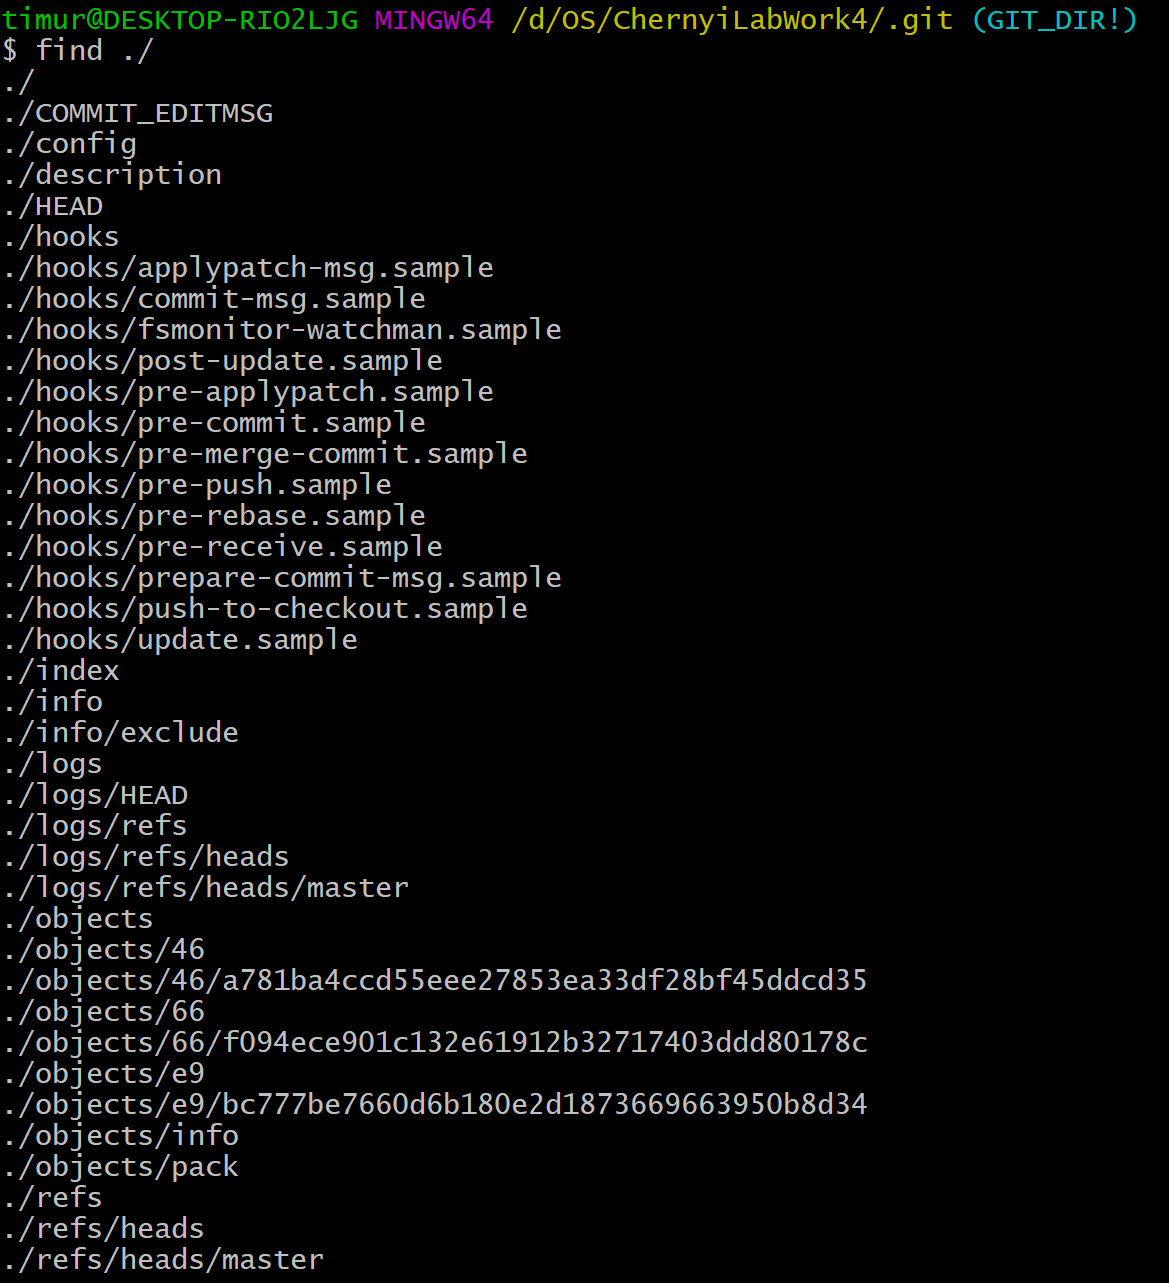 timur@DESKTOP-RIO2LJG MINGW64 /d/OS/ChernyiLabWork4/.git (GIT_DIR!)
$ find ./
./
./COMMIT_EDITMSG
./config
./description
./HEAD
./hooks
./hooks/applypatch-msg.sample
./hooks/commit-msg.sample
./hooks/fsmonitor-watchman.sample
./hooks/post-update.sample
./hooks/pre-applypatch.sample
./hooks/pre-commit.sample
./hooks/pre-merge-commit.sample
./hooks/pre-push.sample
./hooks/pre-rebase.sample
./hooks/pre-receive.sample
./hooks/prepare-commit-msg.sample
./hooks/push-to-checkout.sample
./hooks/update.sample
./index
./info
./info/exclude
./logs
./logs/HEAD
./logs/refs
./logs/refs/heads
./logs/refs/heads/master
./objects
./objects/46
./objects/46/a781ba4ccd55eee27853ea33df28bf45ddcd35
./objects/66
./objects/66/f094ece901c132e61912b32717403ddd80178c
./objects/e9
./objects/e9/bc777be7660d6b180e2d1873669663950b8d34
./objects/info
./objects/pack
./refs
./refs/heads
./refs/heads/master